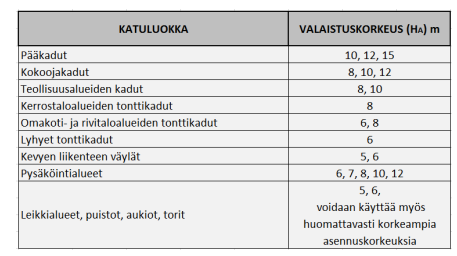 KATULUOKKA VALAISTUSKORKEUS (HA) m
Pääkadut 10, 12, 15
Kokoojakadut 8, 10, 12
Teollisuusalueiden kadut 8, 10
Kerrostaloalueiden tonttikadut 8
Omakoti- ja rivitaloalueiden tonttikadut 6, 8
Lyhyet tonttikadut 6
Kevyen liikenteen väylät 5, 6
Pysäköintialueet 6, 7, 8, 10, 12
Leikkialueet, puistot, aukiot, torit 5, 6,
voidaan käyttää myös
huomattavasti korkeampia
asennuskorkeuksia